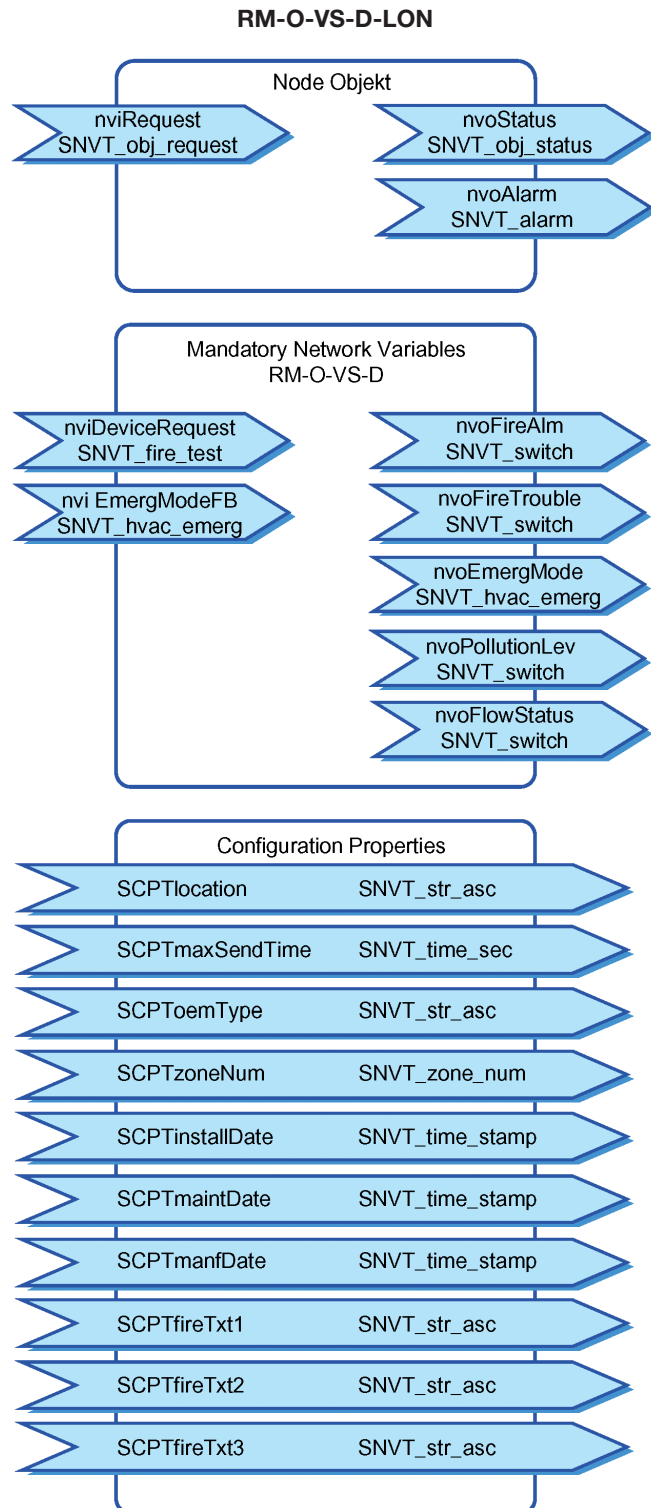 RM-O-VS-D-LON
Node Objekt
nviRequest
SNVT_obj_request
nvoStatus
SNVT_obj_status
nvoAlarm
SNVT_alarm
Mandatory Network Variables
RM-O-VS-D
nviDeviceRequest
SNVT_fire_test
nvi EmergModeFB
SNVT_hvac_emerg
nvoFireAlm
SNVT_switch
nvoFireTrouble
SNVT_switch
nvoEmergMode
SNVT_hvac_emerg
nvoPollutionLev
SNVT_switch
nvoFlowStatus
SNVT_switch
Configuration Properties
SCPTlocation SNVT_str_asc
SCPTmaxSendTime SNVT_time_sec
SCPToemType SNVT_str_asc
SCPTzoneNum SNVT_zone_num
SCPTinstallDate SNVT_time_stamp
SCPTmaintDate SNVT_time_stamp
SCPTmanfDate SNVT_time_stamp
SCPTfireTxt1 SNVT_str_asc
SCPTfireTxt2 SNVT_str_asc
SCPTfireTxt3 SNVT_str_asc